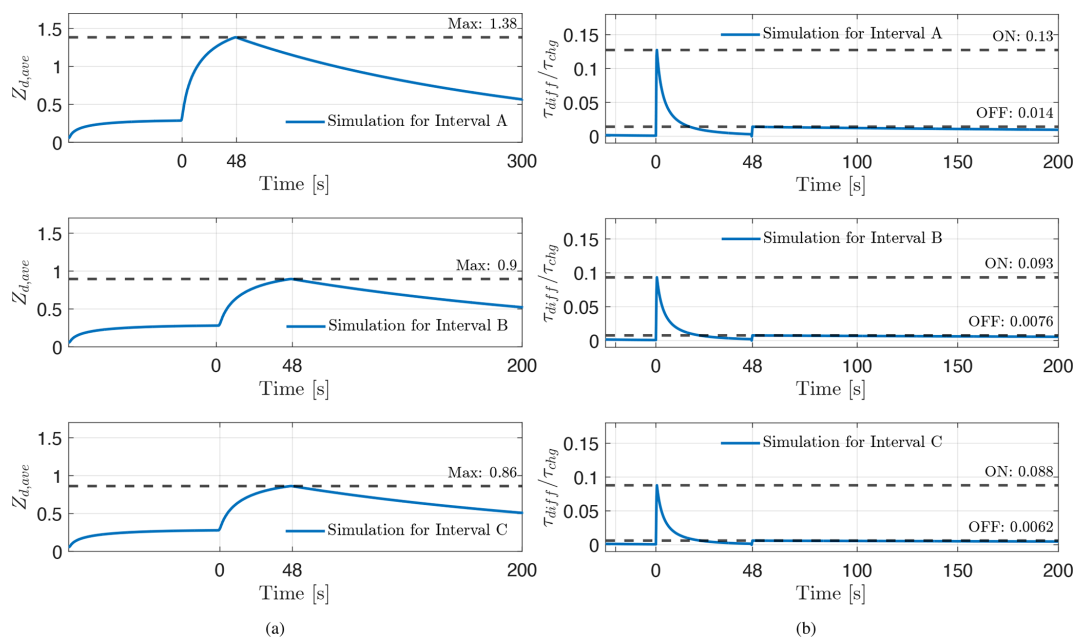 Max: 1.38
1.5
1
0.5
0
Z_{d,ave}
Simulation for Interval A
0 48 300
Time [s]
Max: 0.9
1.5
1
0.5
0
Z_{d,ave}
Simulation for Interval B
0 48 200
Time [s]
Max: 0.86
1.5
1
0.5
0
Z_{d,ave}
Simulation for Interval C
0 48 200
Time [s]
(a)
Simulation for Interval A
ON: 0.13
OFF: 0.014
0.15
0.1
0.05
0
τ_{diff}/τ_{chg}
0 48 100 150 200
Time [s]
Simulation for Interval B
ON: 0.093
OFF: 0.0076
0.15
0.1
0.05
0
τ_{diff}/τ_{chg}
0 48 100 150 200
Time [s]
Simulation for Interval C
ON: 0.088
OFF: 0.0062
0.15
0.1
0.05
0
τ_{diff}/τ_{chg}
0 48 100 150 200
Time [s]
(b)